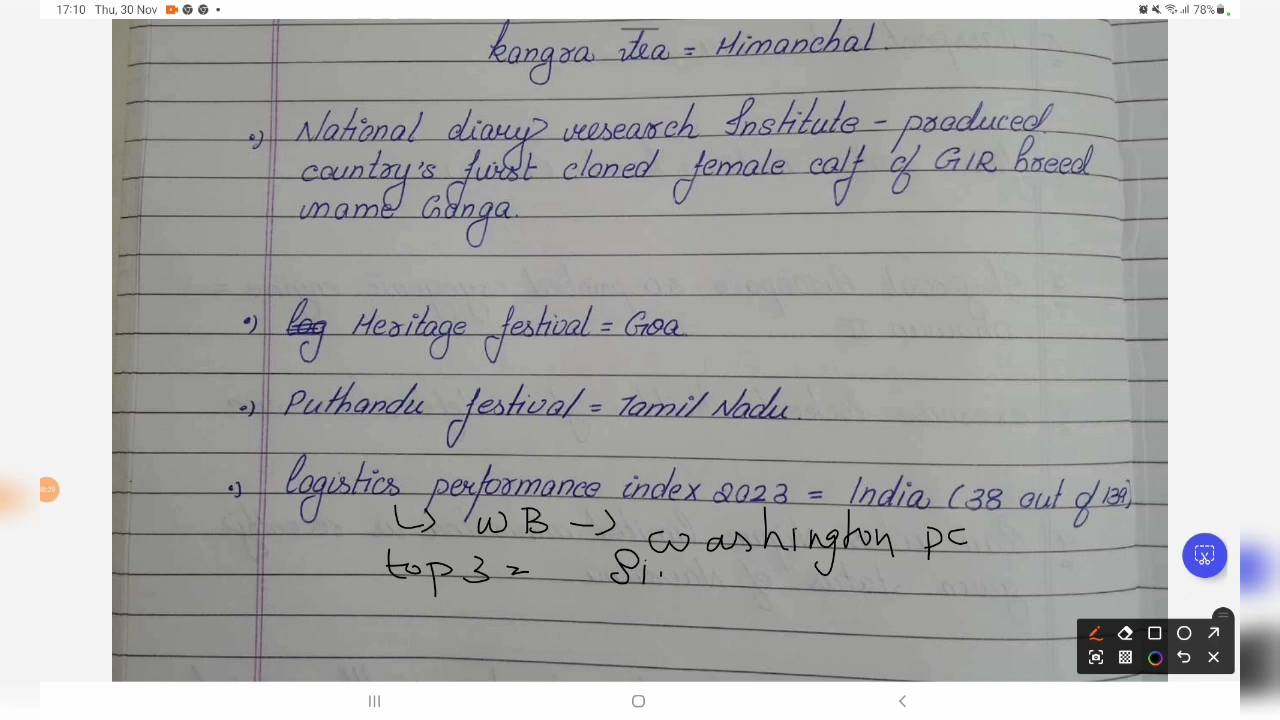 17:10 Thu, 30 Nov
78%
kangra tea = Himanchal.
•) National diary research Institute - produced
country's first cloned female calf of GIR breed
name Ganga.
•) Heritage festival = Goa.
•) Puthandu festival = Tamil Nadu.
•) logistics performance index 2023 = India (38 out of 139)
↳ WB → Washington DC
top 3 = Si.